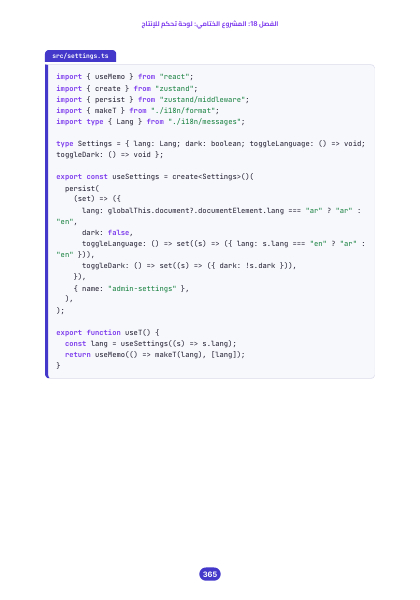 الفصل 18: المشروع الختامي: لوحة تحكم للإنتاج
src/settings.ts
import { useMemo } from "react";
import { create } from "zustand";
import { persist } from "zustand/middleware";
import { makeT } from "./i18n/format";
import type { Lang } from "./i18n/messages";

type Settings = { lang: Lang; dark: boolean; toggleLanguage: () => void;
toggleDark: () => void };

export const useSettings = create<Settings>()(
  persist(
    (set) => ({
      lang: globalThis.document?.documentElement.lang === "ar" ? "ar" :
"en",
      dark: false,
      toggleLanguage: () => set((s) => ({ lang: s.lang === "en" ? "ar" :
"en" })),
      toggleDark: () => set((s) => ({ dark: !s.dark })),
    }),
    { name: "admin-settings" },
  ),
);

export function useT() {
  const lang = useSettings((s) => s.lang);
  return useMemo(() => makeT(lang), [lang]);
}
365